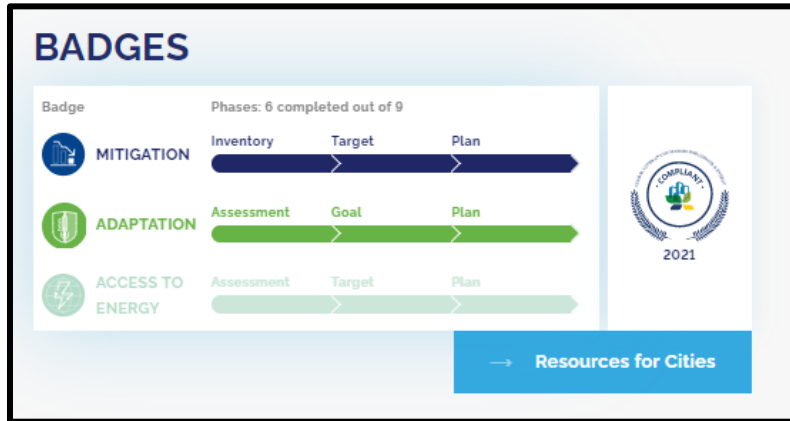 BADGES
Badge
Phases: 6 completed out of 9
MITIGATION
Inventory
Target
Plan
ADAPTATION
Assessment
Goal
Plan
ACCESS TO
ENERGY
Assessment
Target
Plan
· COMPLIANT ·
2021
→ Resources for Cities